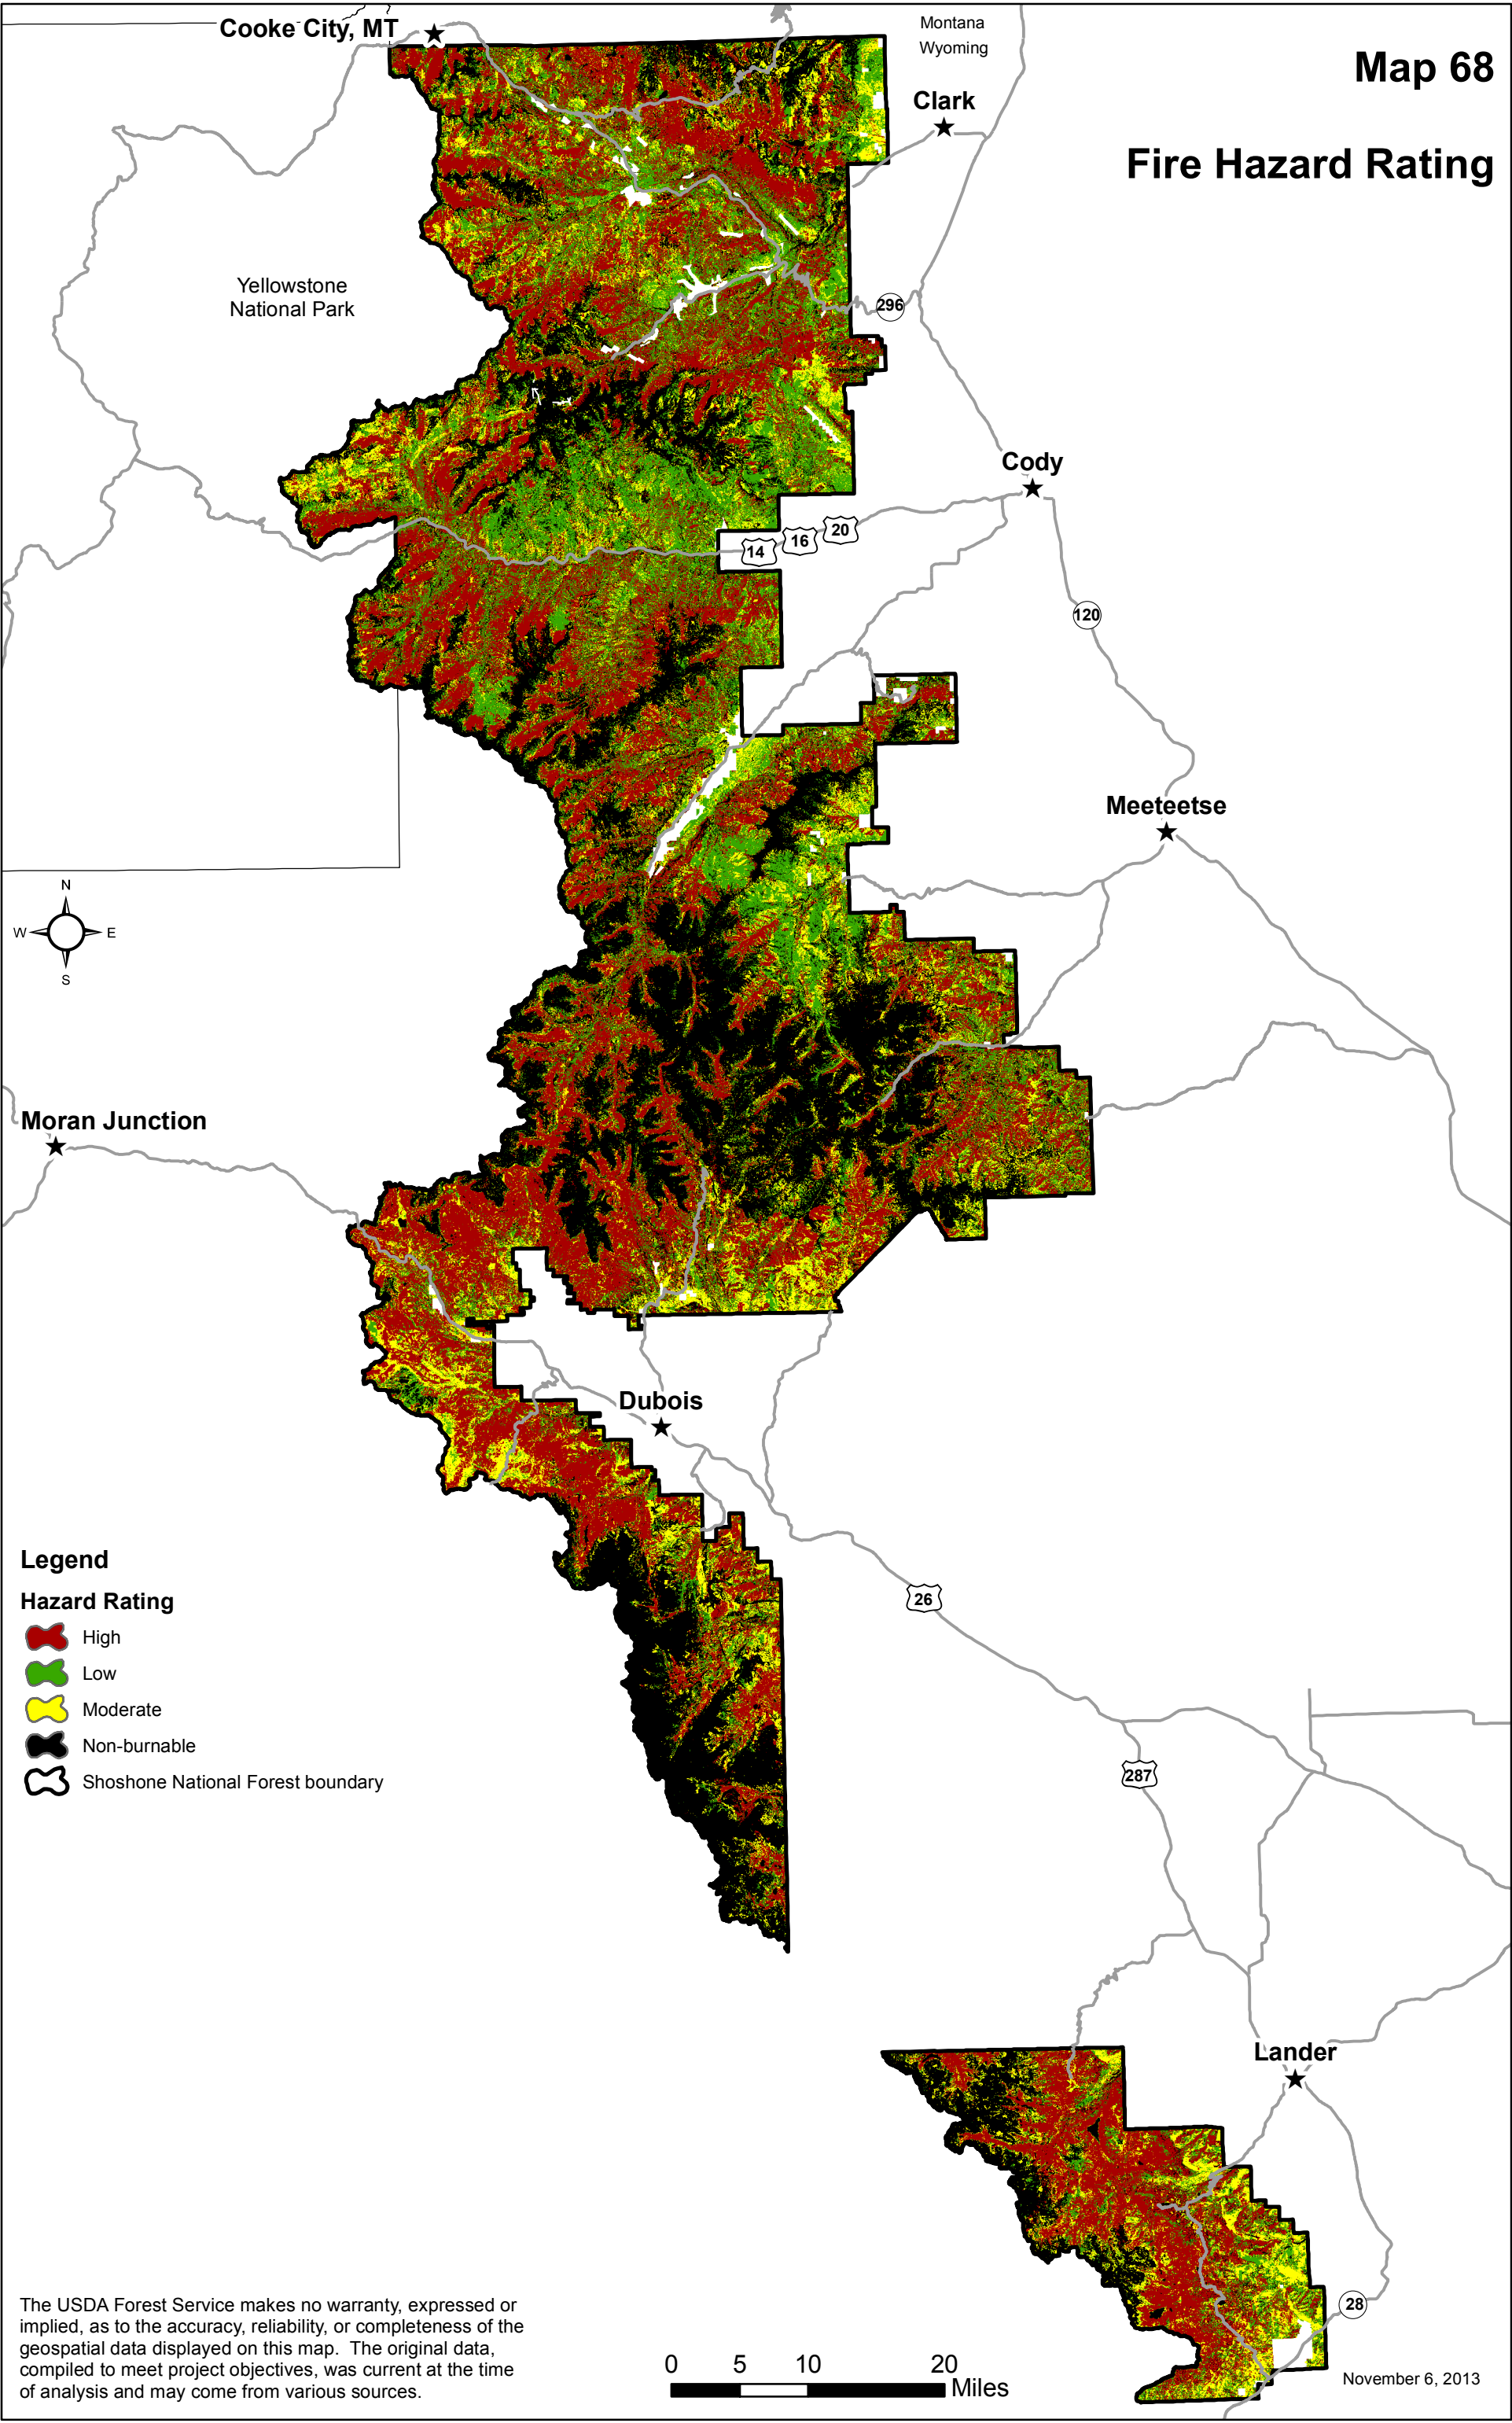 Map 68
Fire Hazard Rating
Cooke City, MT
Montana
Wyoming
Clark
Yellowstone
National Park
296
Cody
14
16
20
120
Meeteetse
N
W
E
S
Moran Junction
Dubois
26
287
Lander
28
Legend
Hazard Rating
High
Low
Moderate
Non-burnable
Shoshone National Forest boundary
The USDA Forest Service makes no warranty, expressed or
implied, as to the accuracy, reliability, or completeness of the
geospatial data displayed on this map.  The original data,
compiled to meet project objectives, was current at the time
of analysis and may come from various sources.
0 5 10 20
Miles
November 6, 2013